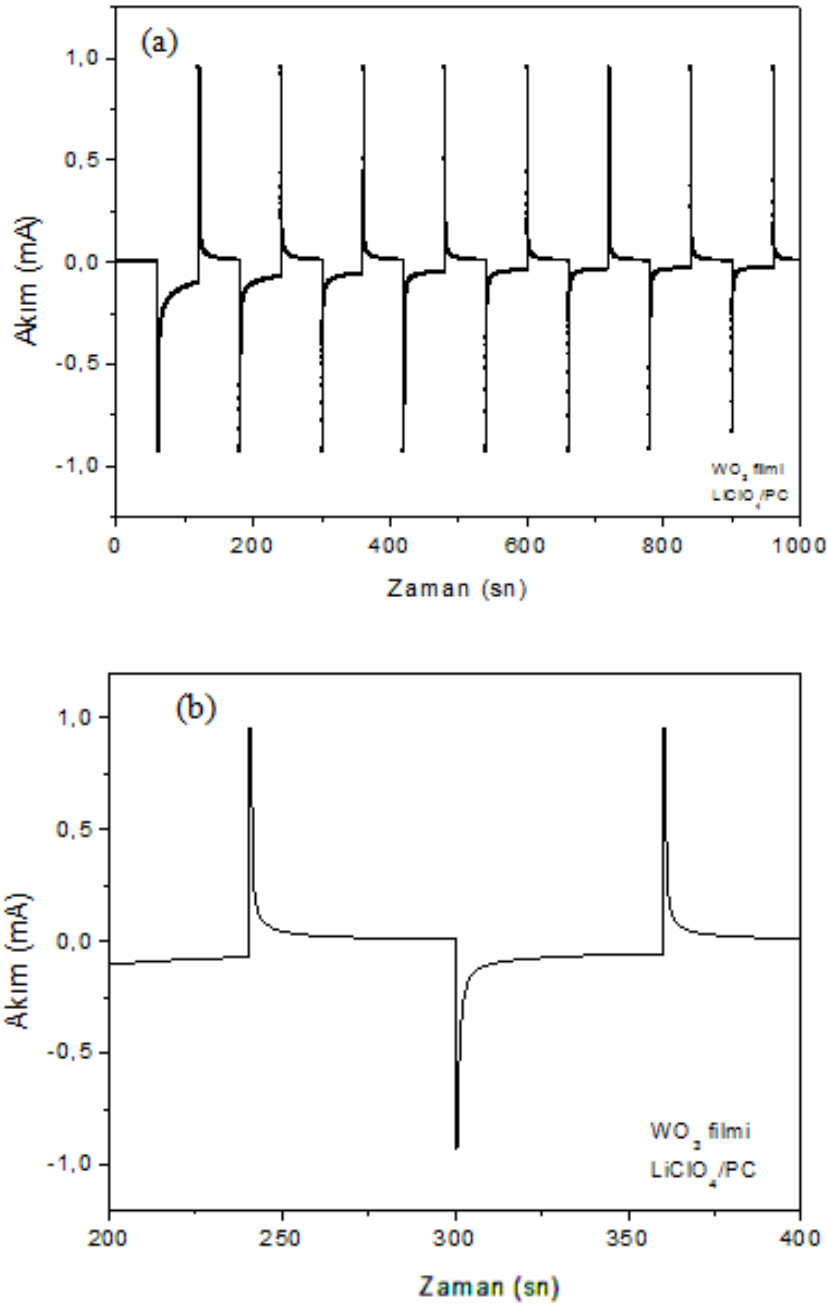 (a)
1,0
0,5
0,0
-0,5
-1,0
Akım (mA)
WO3 filmi
LiClO4/PC
0 200 400 600 800 1000
Zaman (sn)
(b)
1,0
0,5
0,0
-0,5
-1,0
Akım (mA)
WO3 filmi
LiClO4/PC
200 250 300 350 400
Zaman (sn)